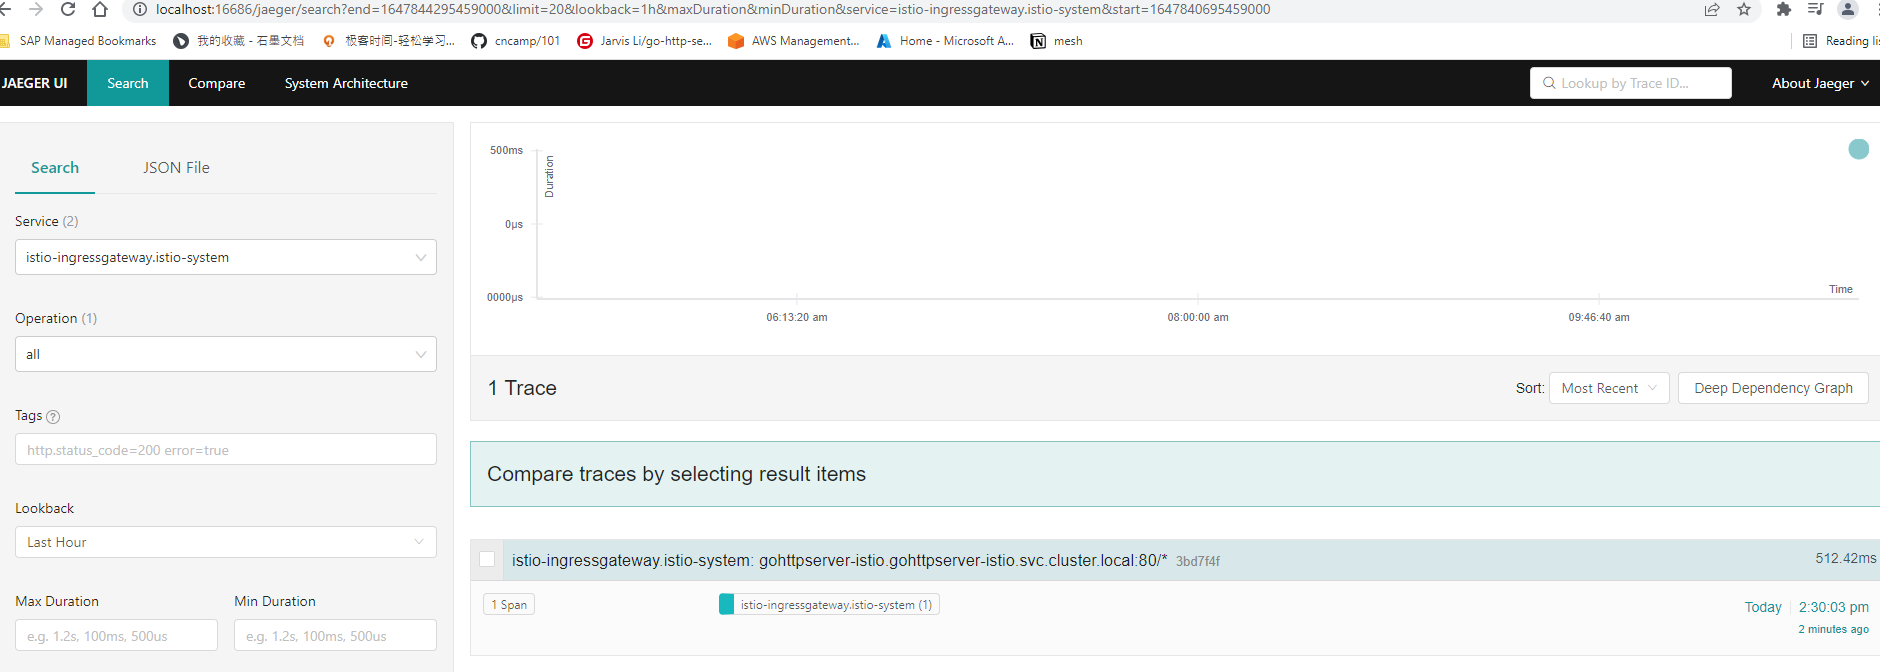 localhost:16686/jaeger/search?end=1647844295459000&limit=20&lookback=1h&maxDuration&minDuration&service=istio-ingressgateway.istio-system&start=1647840695459000
SAP Managed Bookmarks 我的收藏 - 石墨文档 极客时间-轻松学习... cncamp/101 Jarvis Li/go-http-se... AWS Management... Home - Microsoft A... mesh Reading lis
JAEGER UI Search Compare System Architecture Lookup by Trace ID... About Jaeger
Search JSON File
Service (2)
istio-ingressgateway.istio-system
Operation (1)
all
Tags
http.status_code=200 error=true
Lookback
Last Hour
Max Duration Min Duration
e.g. 1.2s, 100ms, 500us e.g. 1.2s, 100ms, 500us
500ms
Duration
0μs
0000μs
Time
06:13:20 am 08:00:00 am 09:46:40 am
1 Trace Sort: Most Recent Deep Dependency Graph
Compare traces by selecting result items
istio-ingressgateway.istio-system: gohttpserver-istio.gohttpserver-istio.svc.cluster.local:80/* 3bd7f4f 512.42ms
1 Span istio-ingressgateway.istio-system (1) Today 2:30:03 pm
2 minutes ago